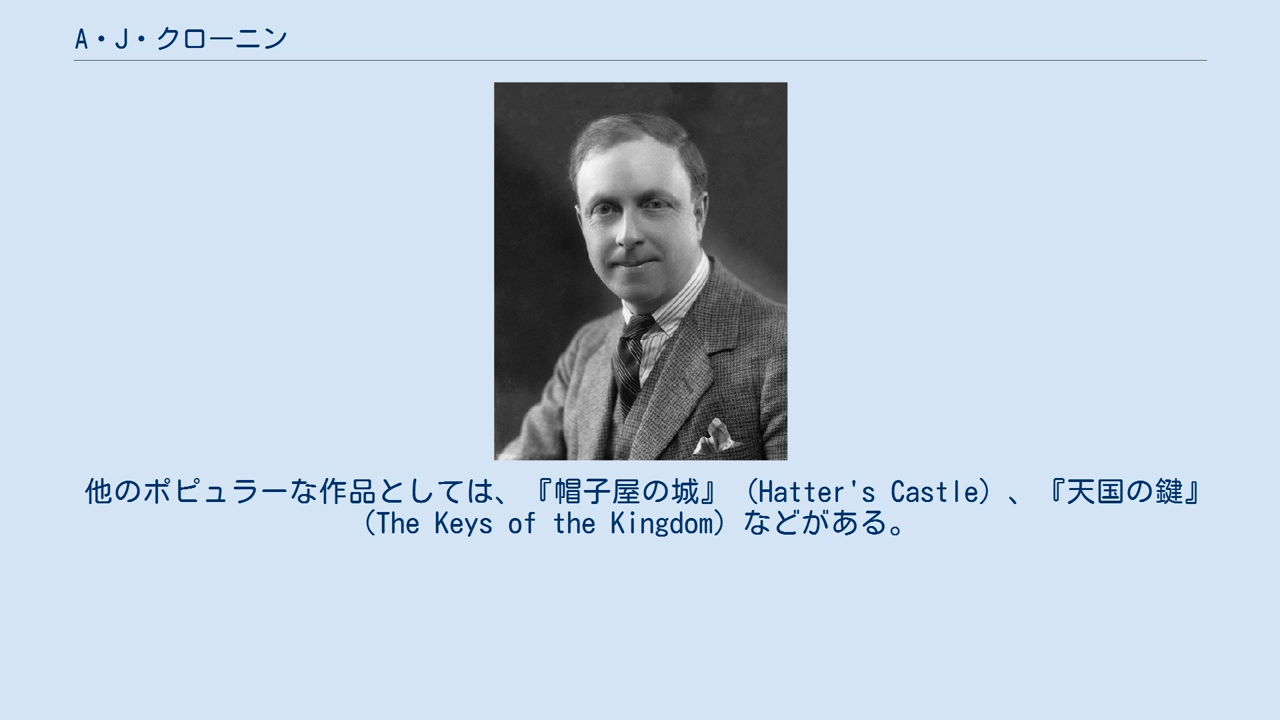 A・J・クローニン
他のポピュラーな作品としては、『帽子屋の城』（Hatter's Castle）、『天国の鍵』
（The Keys of the Kingdom）などがある。